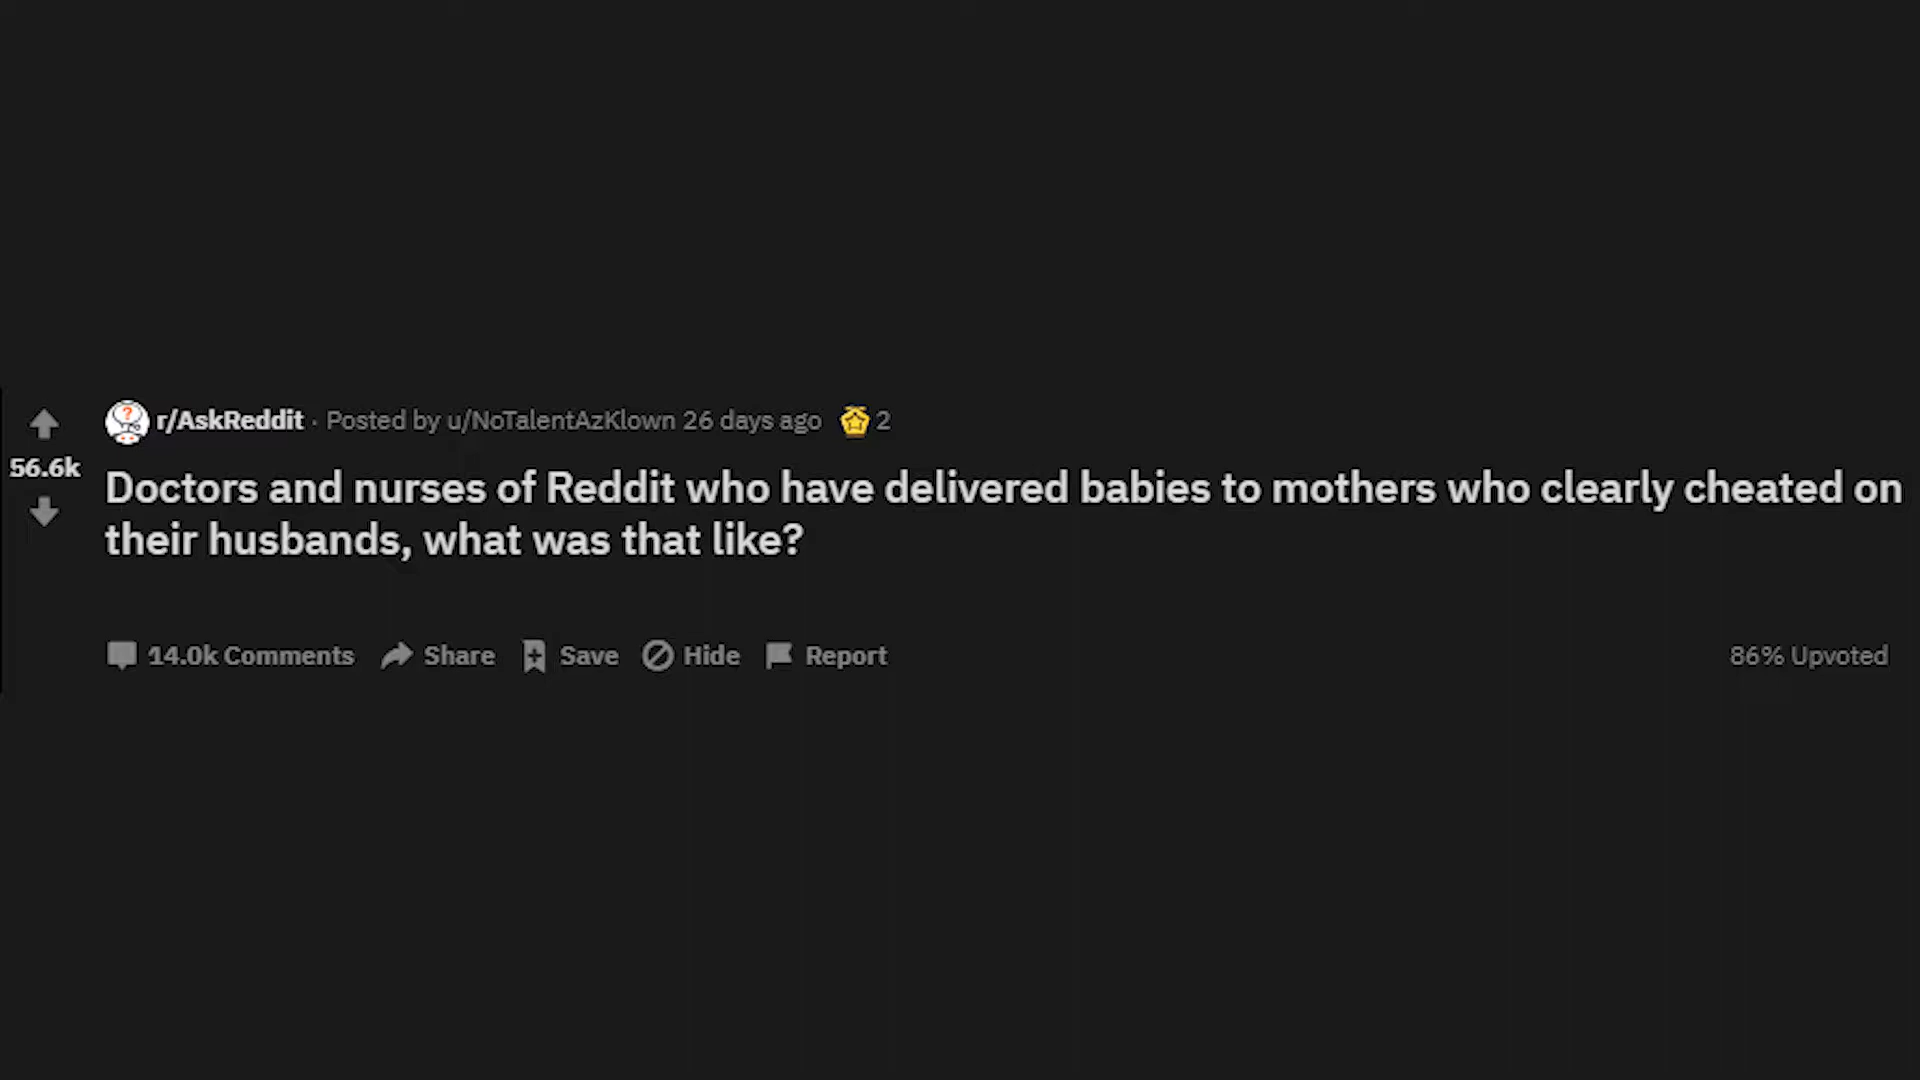 r/AskReddit · Posted by u/NoTalentAzKlown 26 days ago 2
56.6k
Doctors and nurses of Reddit who have delivered babies to mothers who clearly cheated on
their husbands, what was that like?
14.0k Comments Share Save Hide Report 86% Upvoted